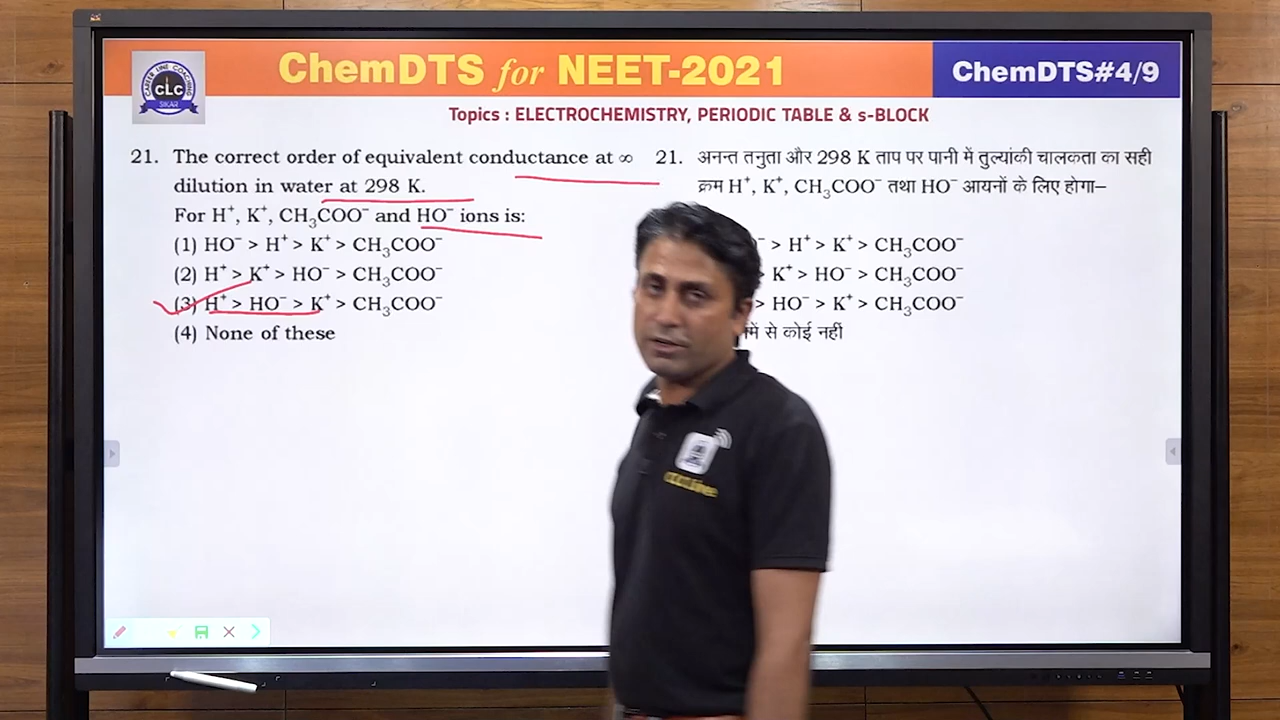 ChemDTS for NEET-2021
ChemDTS#4/9
CAREER LINE COACHING
CLC
SIKAR
Topics : ELECTROCHEMISTRY, PERIODIC TABLE & s-BLOCK
21. The correct order of equivalent conductance at ∞
dilution in water at 298 K.
For H⁺, K⁺, CH₃COO⁻ and HO⁻ ions is:
(1) HO⁻ > H⁺ > K⁺ > CH₃COO⁻
(2) H⁺ > K⁺ > HO⁻ > CH₃COO⁻
(3) H⁺ > HO⁻ > K⁺ > CH₃COO⁻
(4) None of these
21. अनन्त तनुता और 298 K ताप पर पानी में तुल्यांकी चालकता का सही
क्रम H⁺, K⁺, CH₃COO⁻ तथा HO⁻ आयनों के लिए होगा–
⁻ > H⁺ > K⁺ > CH₃COO⁻
> K⁺ > HO⁻ > CH₃COO⁻
> HO⁻ > K⁺ > CH₃COO⁻
में से कोई नहीं